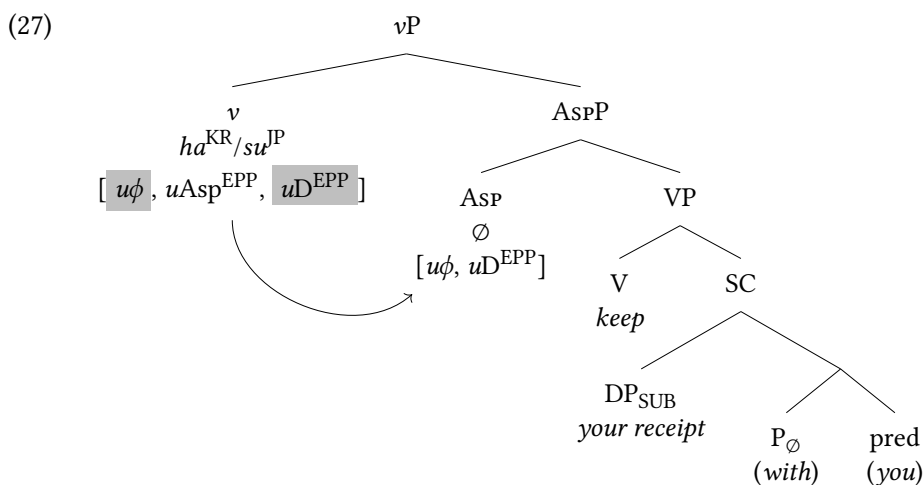 (27) vP
v AspP
ha^KR/su^JP
[ uϕ , uAsp^EPP, uD^EPP ] Asp VP
∅
[uϕ, uD^EPP] V SC
keep
DP_SUB
your receipt P_∅ pred
(with) (you)